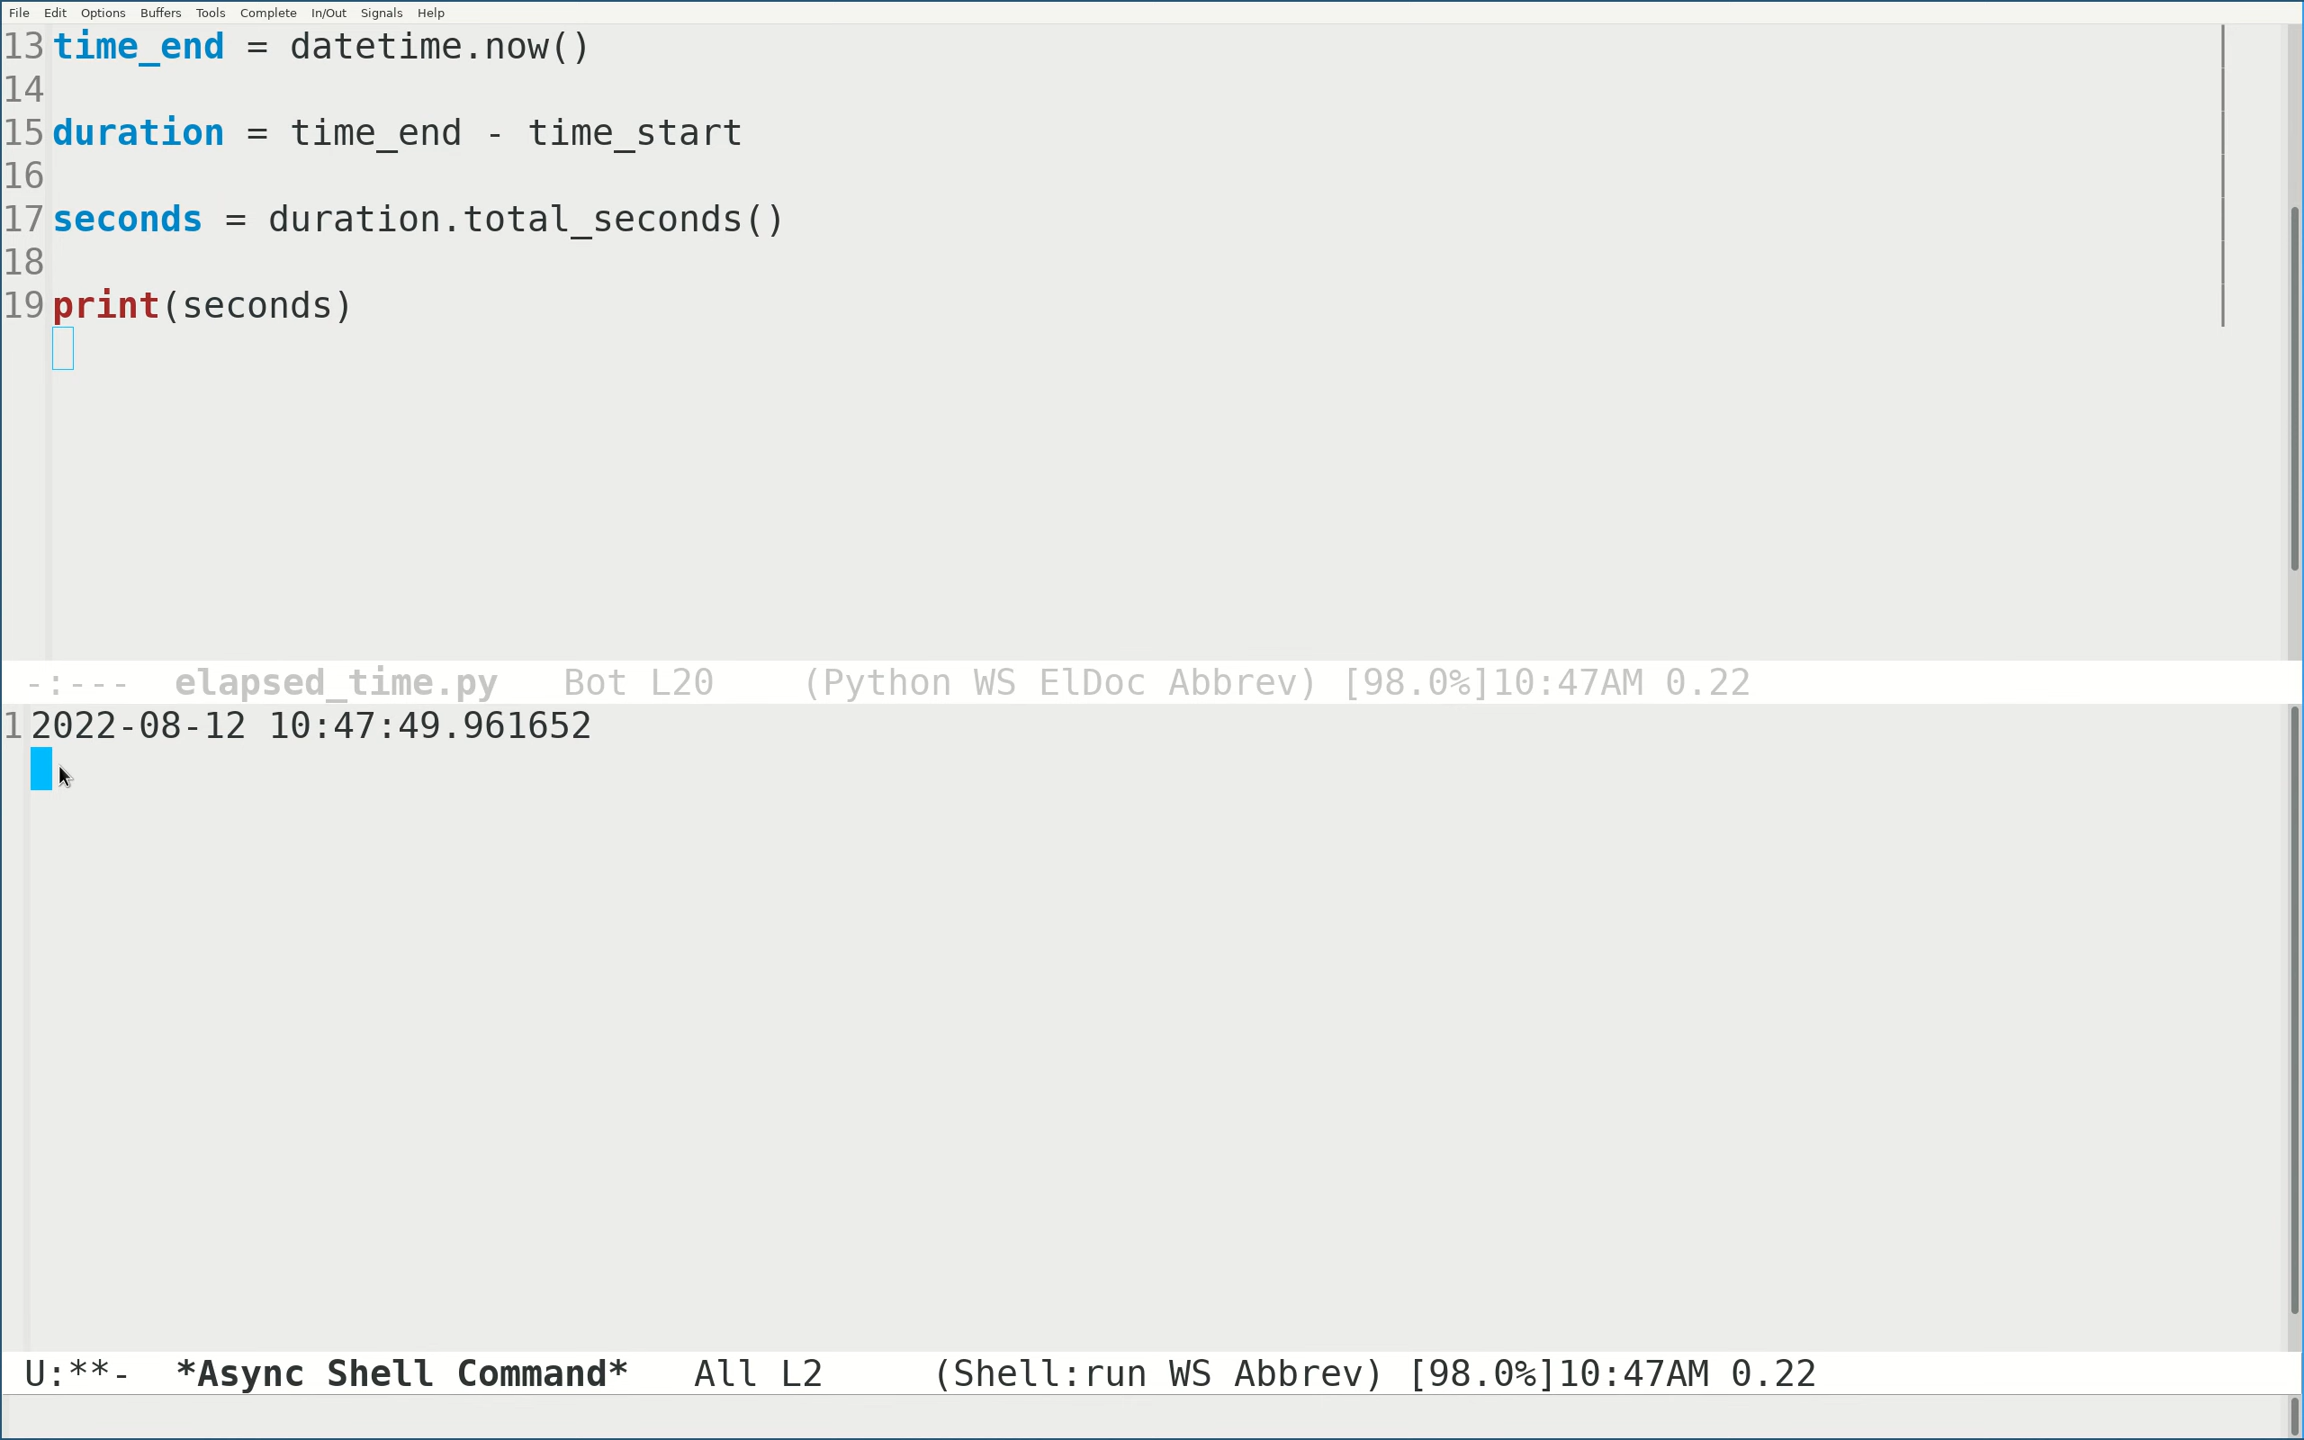 File Edit Options Buffers Tools Complete In/Out Signals Help
13 time_end = datetime.now()
14
15 duration = time_end - time_start
16
17 seconds = duration.total_seconds()
18
19 print(seconds)
-:--- elapsed_time.py Bot L20 (Python WS ElDoc Abbrev) [98.0%]10:47AM 0.22
1 2022-08-12 10:47:49.961652
U:**- *Async Shell Command* All L2 (Shell:run WS Abbrev) [98.0%]10:47AM 0.22